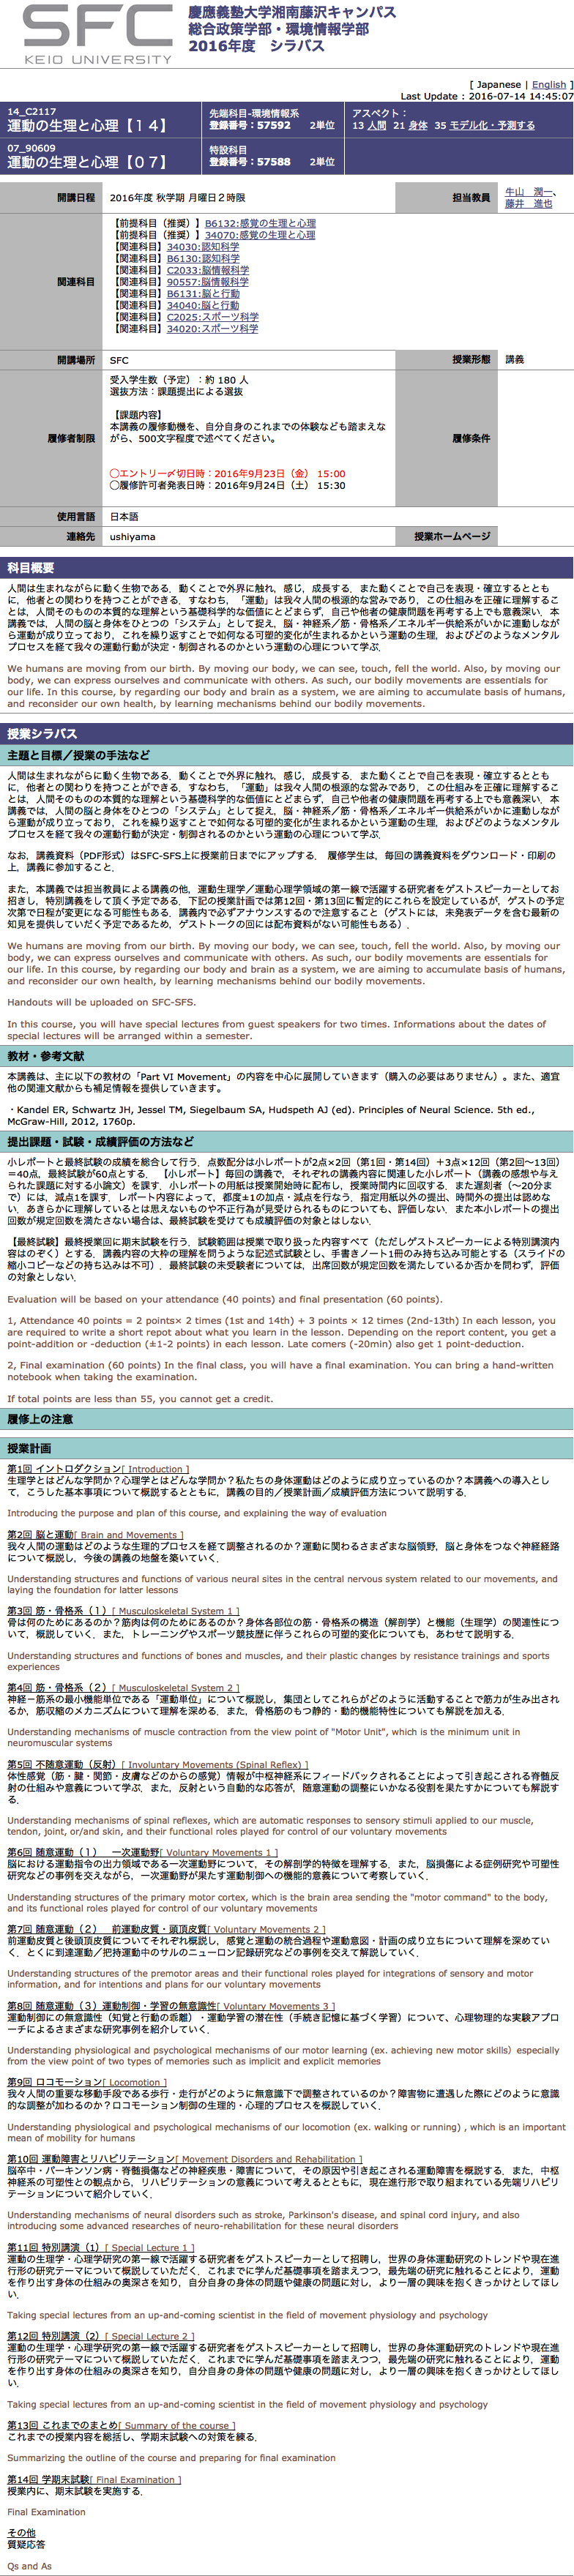 SFC
KEIO UNIVERSITY
慶應義塾大学湘南藤沢キャンパス
総合政策学部・環境情報学部
2016年度　シラバス
[ Japanese | English ]
Last Update : 2016-07-14 14:45:07
14_C2117
運動の生理と心理【１４】
先端科目-環境情報系
登録番号：57592　2単位
アスペクト：
13 人間　21 身体　35 モデル化・予測する
07_90609
運動の生理と心理【０７】
特設科目
登録番号：57588　2単位
開講日程
2016年度 秋学期 月曜日２時限
担当教員
牛山　潤一、
藤井　進也
関連科目
【前提科目（推奨）】B6132:感覚の生理と心理
【前提科目（推奨）】34070:感覚の生理と心理
【関連科目】34030:認知科学
【関連科目】B6130:認知科学
【関連科目】C2033:脳情報科学
【関連科目】90557:脳情報科学
【関連科目】B6131:脳と行動
【関連科目】34040:脳と行動
【関連科目】C2025:スポーツ科学
【関連科目】34020:スポーツ科学
開講場所
SFC
授業形態
講義
履修者制限
受入学生数（予定）：約 180 人
選抜方法：課題提出による選抜
【課題内容】
本講義の履修動機を、自分自身のこれまでの体験なども踏まえな
がら、500文字程度で述べてください。
◯エントリー〆切日時：2016年9月23日（金） 15:00
◯履修許可者発表日時：2016年9月24日（土） 15:30
履修条件
使用言語
日本語
連絡先
ushiyama
授業ホームページ
科目概要
人間は生まれながらに動く生物である．動くことで外界に触れ，感じ，成長する．また動くことで自己を表現・確立するととも
に，他者との関わりを持つことができる．すなわち，「運動」は我々人間の根源的な営みであり，この仕組みを正確に理解するこ
とは，人間そのものの本質的な理解という基礎科学的な価値にとどまらず，自己や他者の健康問題を再考する上でも意義深い．本
講義では，人間の脳と身体をひとつの「システム」として捉え，脳・神経系／筋・骨格系／エネルギー供給系がいかに連動しなが
ら運動が成り立っており，これを繰り返すことで如何なる可塑的変化が生まれるかという運動の生理，およびどのようなメンタル
プロセスを経て我々の運動行動が決定・制御されるのかという運動の心理について学ぶ．
We humans are moving from our birth. By moving our body, we can see, touch, fell the world. Also, by moving our
body, we can express ourselves and communicate with others. As such, our bodily movements are essentials for
our life. In this course, by regarding our body and brain as a system, we are aiming to accumulate basis of humans,
and reconsider our own health, by learning mechanisms behind our bodily movements.
授業シラバス
主題と目標／授業の手法など
人間は生まれながらに動く生物である．動くことで外界に触れ，感じ，成長する．また動くことで自己を表現・確立するととも
に，他者との関わりを持つことができる．すなわち，「運動」は我々人間の根源的な営みであり，この仕組みを正確に理解するこ
とは，人間そのものの本質的な理解という基礎科学的な価値にとどまらず，自己や他者の健康問題を再考する上でも意義深い．本
講義では，人間の脳と身体をひとつの「システム」として捉え，脳・神経系／筋・骨格系／エネルギー供給系がいかに連動しなが
ら運動が成り立っており，これを繰り返すことで如何なる可塑的変化が生まれるかという運動の生理，およびどのようなメンタル
プロセスを経て我々の運動行動が決定・制御されるのかという運動の心理について学ぶ．
なお，講義資料（PDF形式）はSFC-SFS上に授業前日までにアップする． 履修学生は，毎回の講義資料をダウンロード・印刷の
上，講義に参加すること．
また，本講義では担当教員による講義の他，運動生理学／運動心理学領域の第一線で活躍する研究者をゲストスピーカーとしてお
招きし，特別講義をして頂く予定である．下記の授業計画では第12回・第13回に暫定的にこれらを設定しているが，ゲストの予定
次第で日程が変更になる可能性もある．講義内で必ずアナウンスするので注意すること（ゲストには，未発表データを含む最新の
知見を提供していただく予定であるため，ゲストトークの回には配布資料がない可能性もある）．
We humans are moving from our birth. By moving our body, we can see, touch, fell the world. Also, by moving our
body, we can express ourselves and communicate with others. As such, our bodily movements are essentials for
our life. In this course, by regarding our body and brain as a system, we are aiming to accumulate basis of humans,
and reconsider our own health, by learning mechanisms behind our bodily movements.
Handouts will be uploaded on SFC-SFS.
In this course, you will have special lectures from guest speakers for two times. Informations about the dates of
special lectures will be arranged within a semester.
教材・参考文献
本講義は、主に以下の教材の「Part VI Movement」の内容を中心に展開していきます（購入の必要はありません）。また、適宜
他の関連文献からも補足情報を提供していきます。
・Kandel ER, Schwartz JH, Jessel TM, Siegelbaum SA, Hudspeth AJ (ed). Principles of Neural Science. 5th ed.,
McGraw-Hill, 2012, 1760p.
提出課題・試験・成績評価の方法など
小レポートと最終試験の成績を総合して行う．点数配分は小レポートが2点×2回（第1回・第14回）＋3点×12回（第2回〜13回）
＝40点，最終試験が60点とする．【小レポート】毎回の講義で，それぞれの講義内容に関連した小レポート（講義の感想や与え
られた課題に対する小論文）を課す．小レポートの用紙は授業開始時に配布し，授業時間内に回収する．また遅刻者（〜20分ま
で）には，減点1を課す．レポート内容によって，都度±1の加点・減点を行なう．指定用紙以外の提出、時間外の提出は認めな
い．あきらかに理解しているとは思えないものや不正行為が見受けられるものについても、評価しない．また本小レポートの提出
回数が規定回数を満たさない場合は、最終試験を受けても成績評価の対象とはしない．
【最終試験】最終授業回に期末試験を行う．試験範囲は授業で取り扱った内容すべて（ただしゲストスピーカーによる特別講演内
容はのぞく）とする．講義内容の大枠の理解を問うような記述式試験とし，手書きノート1冊のみ持ち込み可能とする（スライドの
縮小コピーなどの持ち込みは不可）．最終試験の未受験者については，出席回数が規定回数を満たしているか否かを問わず，評価
の対象としない．
Evaluation will be based on your attendance (40 points) and final presentation (60 points).
1, Attendance 40 points = 2 points× 2 times (1st and 14th) + 3 points × 12 times (2nd-13th) In each lesson, you
are required to write a short repot about what you learn in the lesson. Depending on the report content, you get a
point-addition or -deduction (±1-2 points) in each lesson. Late comers (-20min) also get 1 point-deduction.
2, Final examination (60 points) In the final class, you will have a final examination. You can bring a hand-written
notebook when taking the examination.
If total points are less than 55, you cannot get a credit.
履修上の注意
授業計画
第1回 イントロダクション[ Introduction ]
生理学とはどんな学問か？心理学とはどんな学問か？私たちの身体運動はどのように成り立っているのか？本講義への導入とし
て，こうした基本事項について概説するとともに，講義の目的／授業計画／成績評価方法について説明する．
Introducing the purpose and plan of this course, and explaining the way of evaluation
第2回 脳と運動[ Brain and Movements ]
我々人間の運動はどのような生理的プロセスを経て調整されるのか？運動に関わるさまざまな脳領野，脳と身体をつなぐ神経経路
について概説し，今後の講義の地盤を築いていく．
Understanding structures and functions of various neural sites in the central nervous system related to our movements, and
laying the foundation for latter lessons
第3回 筋・骨格系（１）[ Musculoskeletal System 1 ]
骨は何のためにあるのか？筋肉は何のためにあるのか？身体各部位の筋・骨格系の構造（解剖学）と機能（生理学）の関連性につ
いて，概説していく．また，トレーニングやスポーツ競技歴に伴うこれらの可塑的変化についても，あわせて説明する．
Understanding structures and functions of bones and muscles, and their plastic changes by resistance trainings and sports
experiences
第4回 筋・骨格系（２）[ Musculoskeletal System 2 ]
神経－筋系の最小機能単位である「運動単位」について概説し，集団としてこれらがどのように活動することで筋力が生み出され
るか，筋収縮のメカニズムについて理解を深める．また，骨格筋のもつ静的・動的機能特性についても解説を加える．
Understanding mechanisms of muscle contraction from the view point of "Motor Unit", which is the minimum unit in
neuromuscular systems
第5回 不随意運動（反射）[ Involuntary Movements (Spinal Reflex) ]
体性感覚（筋・腱・関節・皮膚などのからの感覚）情報が中枢神経系にフィードバックされることによって引き起こされる脊髄反
射の仕組みや意義について学ぶ．また，反射という自動的な応答が，随意運動の調整にいかなる役割を果たすかについても解説す
る．
Understanding mechanisms of spinal reflexes, which are automatic responses to sensory stimuli applied to our muscle,
tendon, joint, or/and skin, and their functional roles played for control of our voluntary movements
第6回 随意運動（１）　一次運動野[ Voluntary Movements 1 ]
脳における運動指令の出力領域である一次運動野について，その解剖学的特徴を理解する．また，脳損傷による症例研究や可塑性
研究などの事例を交えながら，一次運動野が果たす運動制御への機能的意義について考察していく．
Understanding structures of the primary motor cortex, which is the brain area sending the "motor command" to the body,
and its functional roles played for control of our voluntary movements
第7回 随意運動（２）　前運動皮質・頭頂皮質[ Voluntary Movements 2 ]
前運動皮質と後頭頂皮質についてそれぞれ概説し，感覚と運動の統合過程や運動意図・計画の成り立ちについて理解を深めてい
く．とくに到達運動／把持運動中のサルのニューロン記録研究などの事例を交えて解説していく．
Understanding structures of the premotor areas and their functional roles played for integrations of sensory and motor
information, and for intentions and plans for our voluntary movements
第8回 随意運動（３）運動制御・学習の無意識性[ Voluntary Movements 3 ]
運動制御にの無意識性（知覚と行動の乖離）・運動学習の潜在性（手続き記憶に基づく学習）について、心理物理的な実験アプロ
ーチによるさまざまな研究事例を紹介していく．
Understanding physiological and psychological mechanisms of our motor learning (ex. achieving new motor skills）especially
from the view point of two types of memories such as implicit and explicit memories
第9回 ロコモーション[ Locomotion ]
我々人間の重要な移動手段である歩行・走行がどのように無意識下で調整されているのか？障害物に遭遇した際にどのように意識
的な調整が加わるのか？ロコモーション制御の生理的・心理的プロセスを概説していく．
Understanding physiological and psychological mechanisms of our locomotion (ex. walking or running) , which is an important
mean of mobility for humans
第10回 運動障害とリハビリテーション[ Movement Disorders and Rehabilitation ]
脳卒中・パーキンソン病・脊髄損傷などの神経疾患・障害について，その原因や引き起こされる運動障害を概説する．また，中枢
神経系の可塑性との観点から，リハビリテーションの意義について考えるとともに，現在進行形で取り組まれている先端リハビリ
テーションについて紹介していく．
Understanding mechanisms of neural disorders such as stroke, Parkinson's disease, and spinal cord injury, and also
introducing some advanced researches of neuro-rehabilitation for these neural disorders
第11回 特別講演（1）[ Special Lecture 1 ]
運動の生理学・心理学研究の第一線で活躍する研究者をゲストスピーカーとして招聘し，世界の身体運動研究のトレンドや現在進
行形の研究テーマについて概説していただく．これまでに学んだ基礎事項を踏まえつつ，最先端の研究に触れることにより，運動
を作り出す身体の仕組みの奥深さを知り，自分自身の身体の問題や健康の問題に対し，より一層の興味を抱くきっかけとしてほし
い．
Taking special lectures from an up-and-coming scientist in the field of movement physiology and psychology
第12回 特別講演（2）[ Special Lecture 2 ]
運動の生理学・心理学研究の第一線で活躍する研究者をゲストスピーカーとして招聘し，世界の身体運動研究のトレンドや現在進
行形の研究テーマについて概説していただく．これまでに学んだ基礎事項を踏まえつつ，最先端の研究に触れることにより，運動
を作り出す身体の仕組みの奥深さを知り，自分自身の身体の問題や健康の問題に対し，より一層の興味を抱くきっかけとしてほし
い．
Taking special lectures from an up-and-coming scientist in the field of movement physiology and psychology
第13回 これまでのまとめ[ Summary of the course ]
これまでの授業内容を総括し、学期末試験への対策を練る．
Summarizing the outline of the course and preparing for final examination
第14回 学期末試験[ Final Examination ]
授業内に、期末試験を実施する．
Final Examination
その他
質疑応答
Qs and As